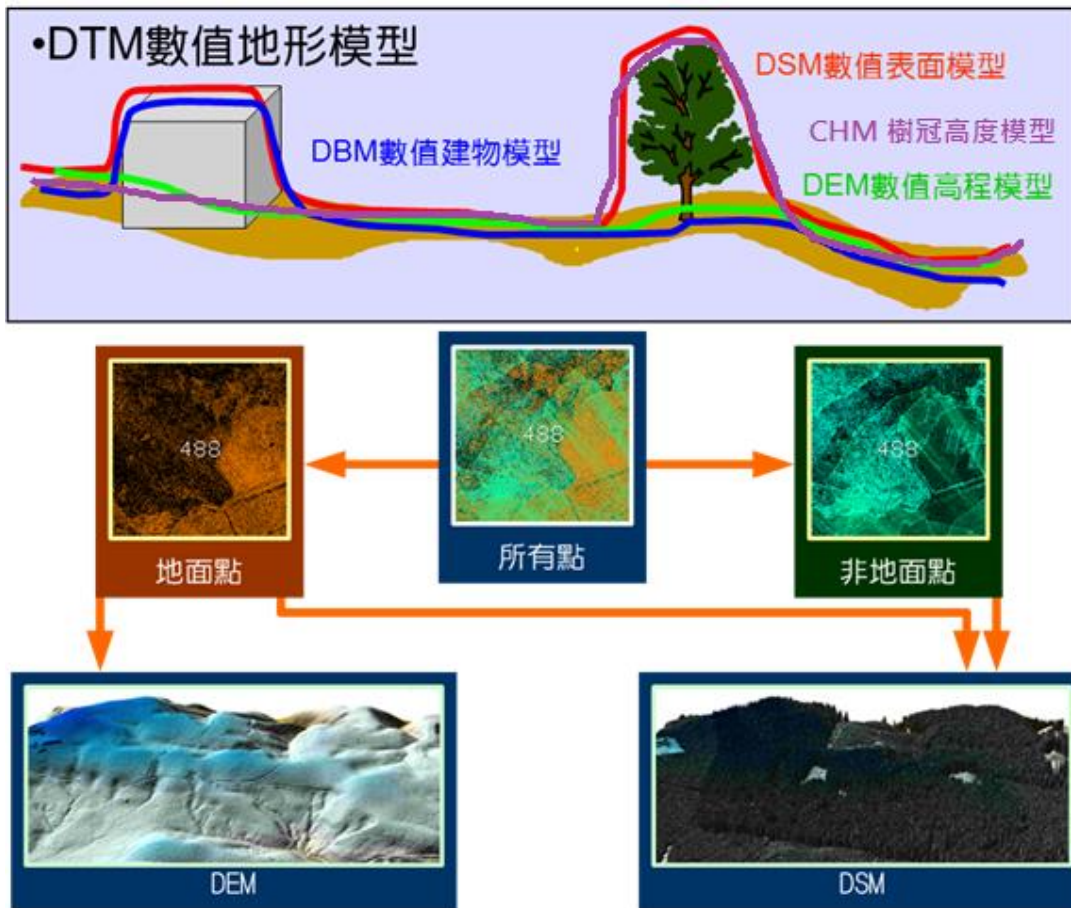 •DTM數值地形模型
DSM數值表面模型
DBM數值建物模型
CHM 樹冠高度模型
DEM數值高程模型
488
488
488
地面點
所有點
非地面點
DEM
DSM